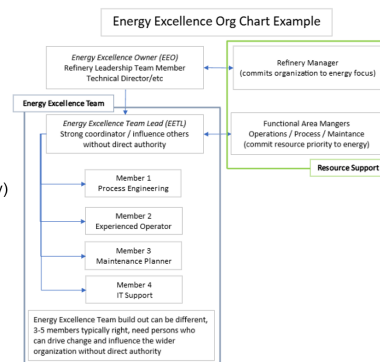 Energy Excellence Org Chart Example
Energy Excellence Owner (EEO)
Refinery Leadership Team Member
Technical Director/etc
Refinery Manager
(commits organization to energy focus)
Energy Excellence Team
Energy Excellence Team Lead (EETL)
Strong coordinator / influence others
without direct authority
Functional Area Mangers
Operations / Process / Maintance
(commit resource priority to energy)
Resource Support
Member 1
Process Engineering
Member 2
Experienced Operator
Member 3
Maintenance Planner
Member 4
IT Support
Energy Excellence Team build out can be different,
3-5 members typically right, need persons who
can drive change and influence the wider
organization without direct authority